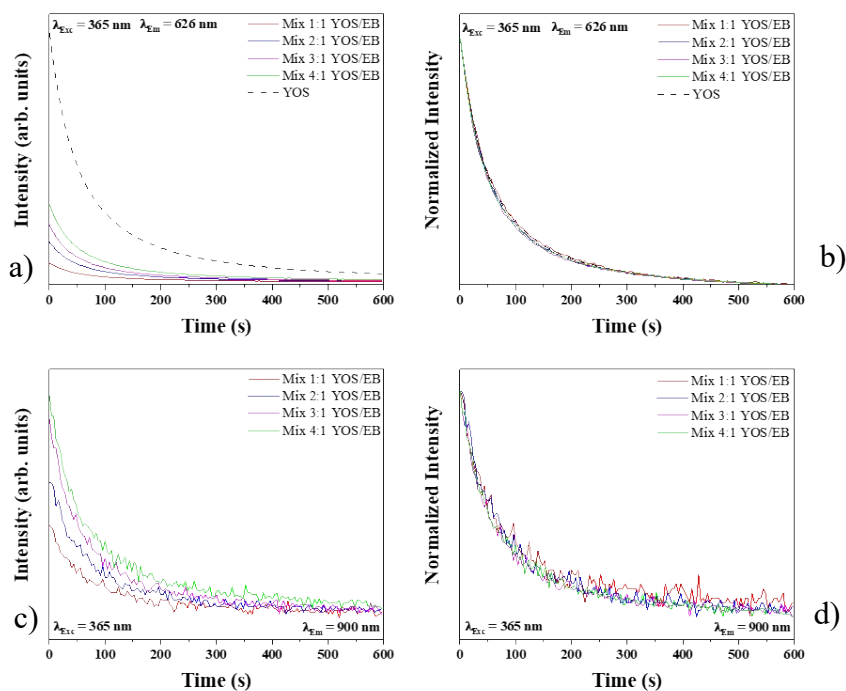 λExc = 365 nm λEm = 626 nm
Mix 1:1 YOS/EB
Mix 2:1 YOS/EB
Mix 3:1 YOS/EB
Mix 4:1 YOS/EB
YOS
Intensity (arb. units)
a)
0 100 200 300 400 500 600
Time (s)
λExc = 365 nm λEm = 626 nm
Mix 1:1 YOS/EB
Mix 2:1 YOS/EB
Mix 3:1 YOS/EB
Mix 4:1 YOS/EB
YOS
Normalized Intensity
b)
0 100 200 300 400 500 600
Time (s)
Mix 1:1 YOS/EB
Mix 2:1 YOS/EB
Mix 3:1 YOS/EB
Mix 4:1 YOS/EB
Intensity (arb. units)
c)
λExc = 365 nm λEm = 900 nm
0 100 200 300 400 500 600
Time (s)
Mix 1:1 YOS/EB
Mix 2:1 YOS/EB
Mix 3:1 YOS/EB
Mix 4:1 YOS/EB
Normalized Intensity
d)
λExc = 365 nm λEm = 900 nm
0 100 200 300 400 500 600
Time (s)